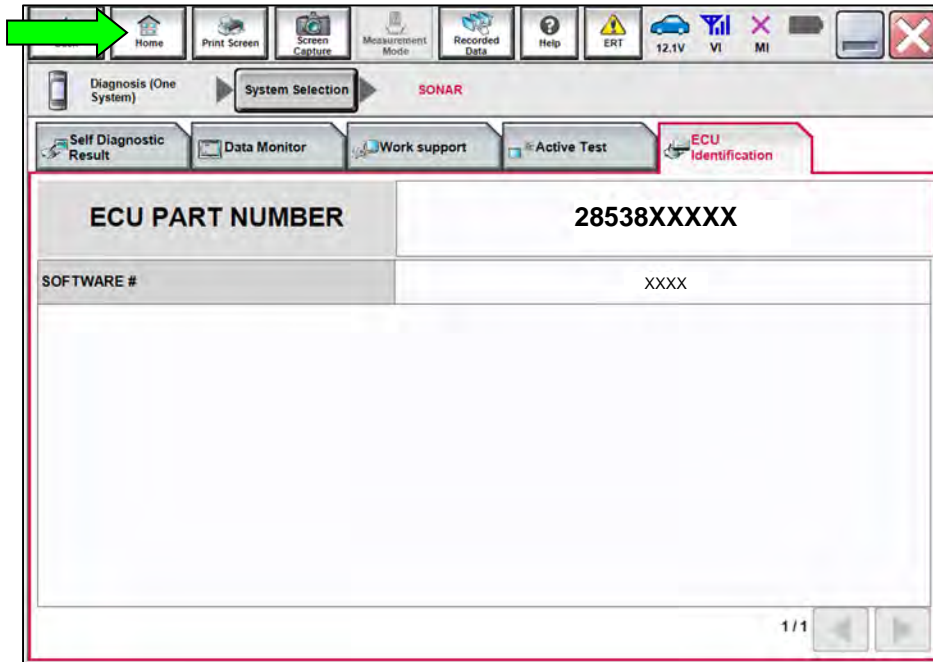 Home
Print Screen
Screen
Capture
Measurement
Mode
Recorded
Data
Help
ERT
12.1V
VI
MI
Diagnosis (One
System)
System Selection
SONAR
Self Diagnostic
Result
Data Monitor
Work support
Active Test
ECU
Identification
ECU PART NUMBER
28538XXXXX
SOFTWARE #
XXXX
1/1